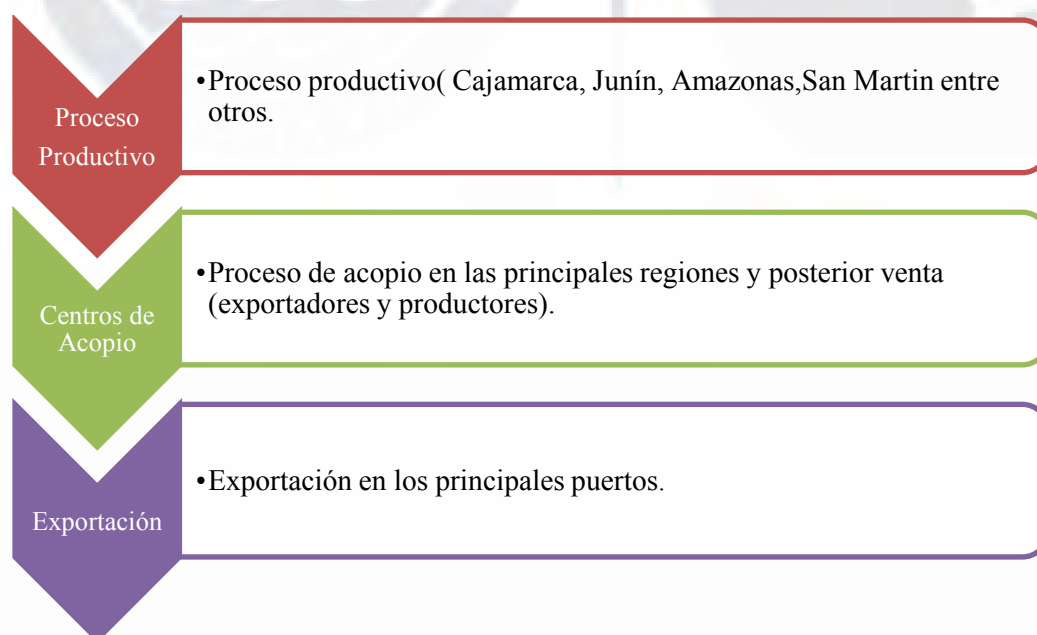 Proceso
Productivo
•Proceso productivo( Cajamarca, Junín, Amazonas,San Martin entre
otros.
Centros de
Acopio
•Proceso de acopio en las principales regiones y posterior venta
(exportadores y productores).
Exportación
•Exportación en los principales puertos.